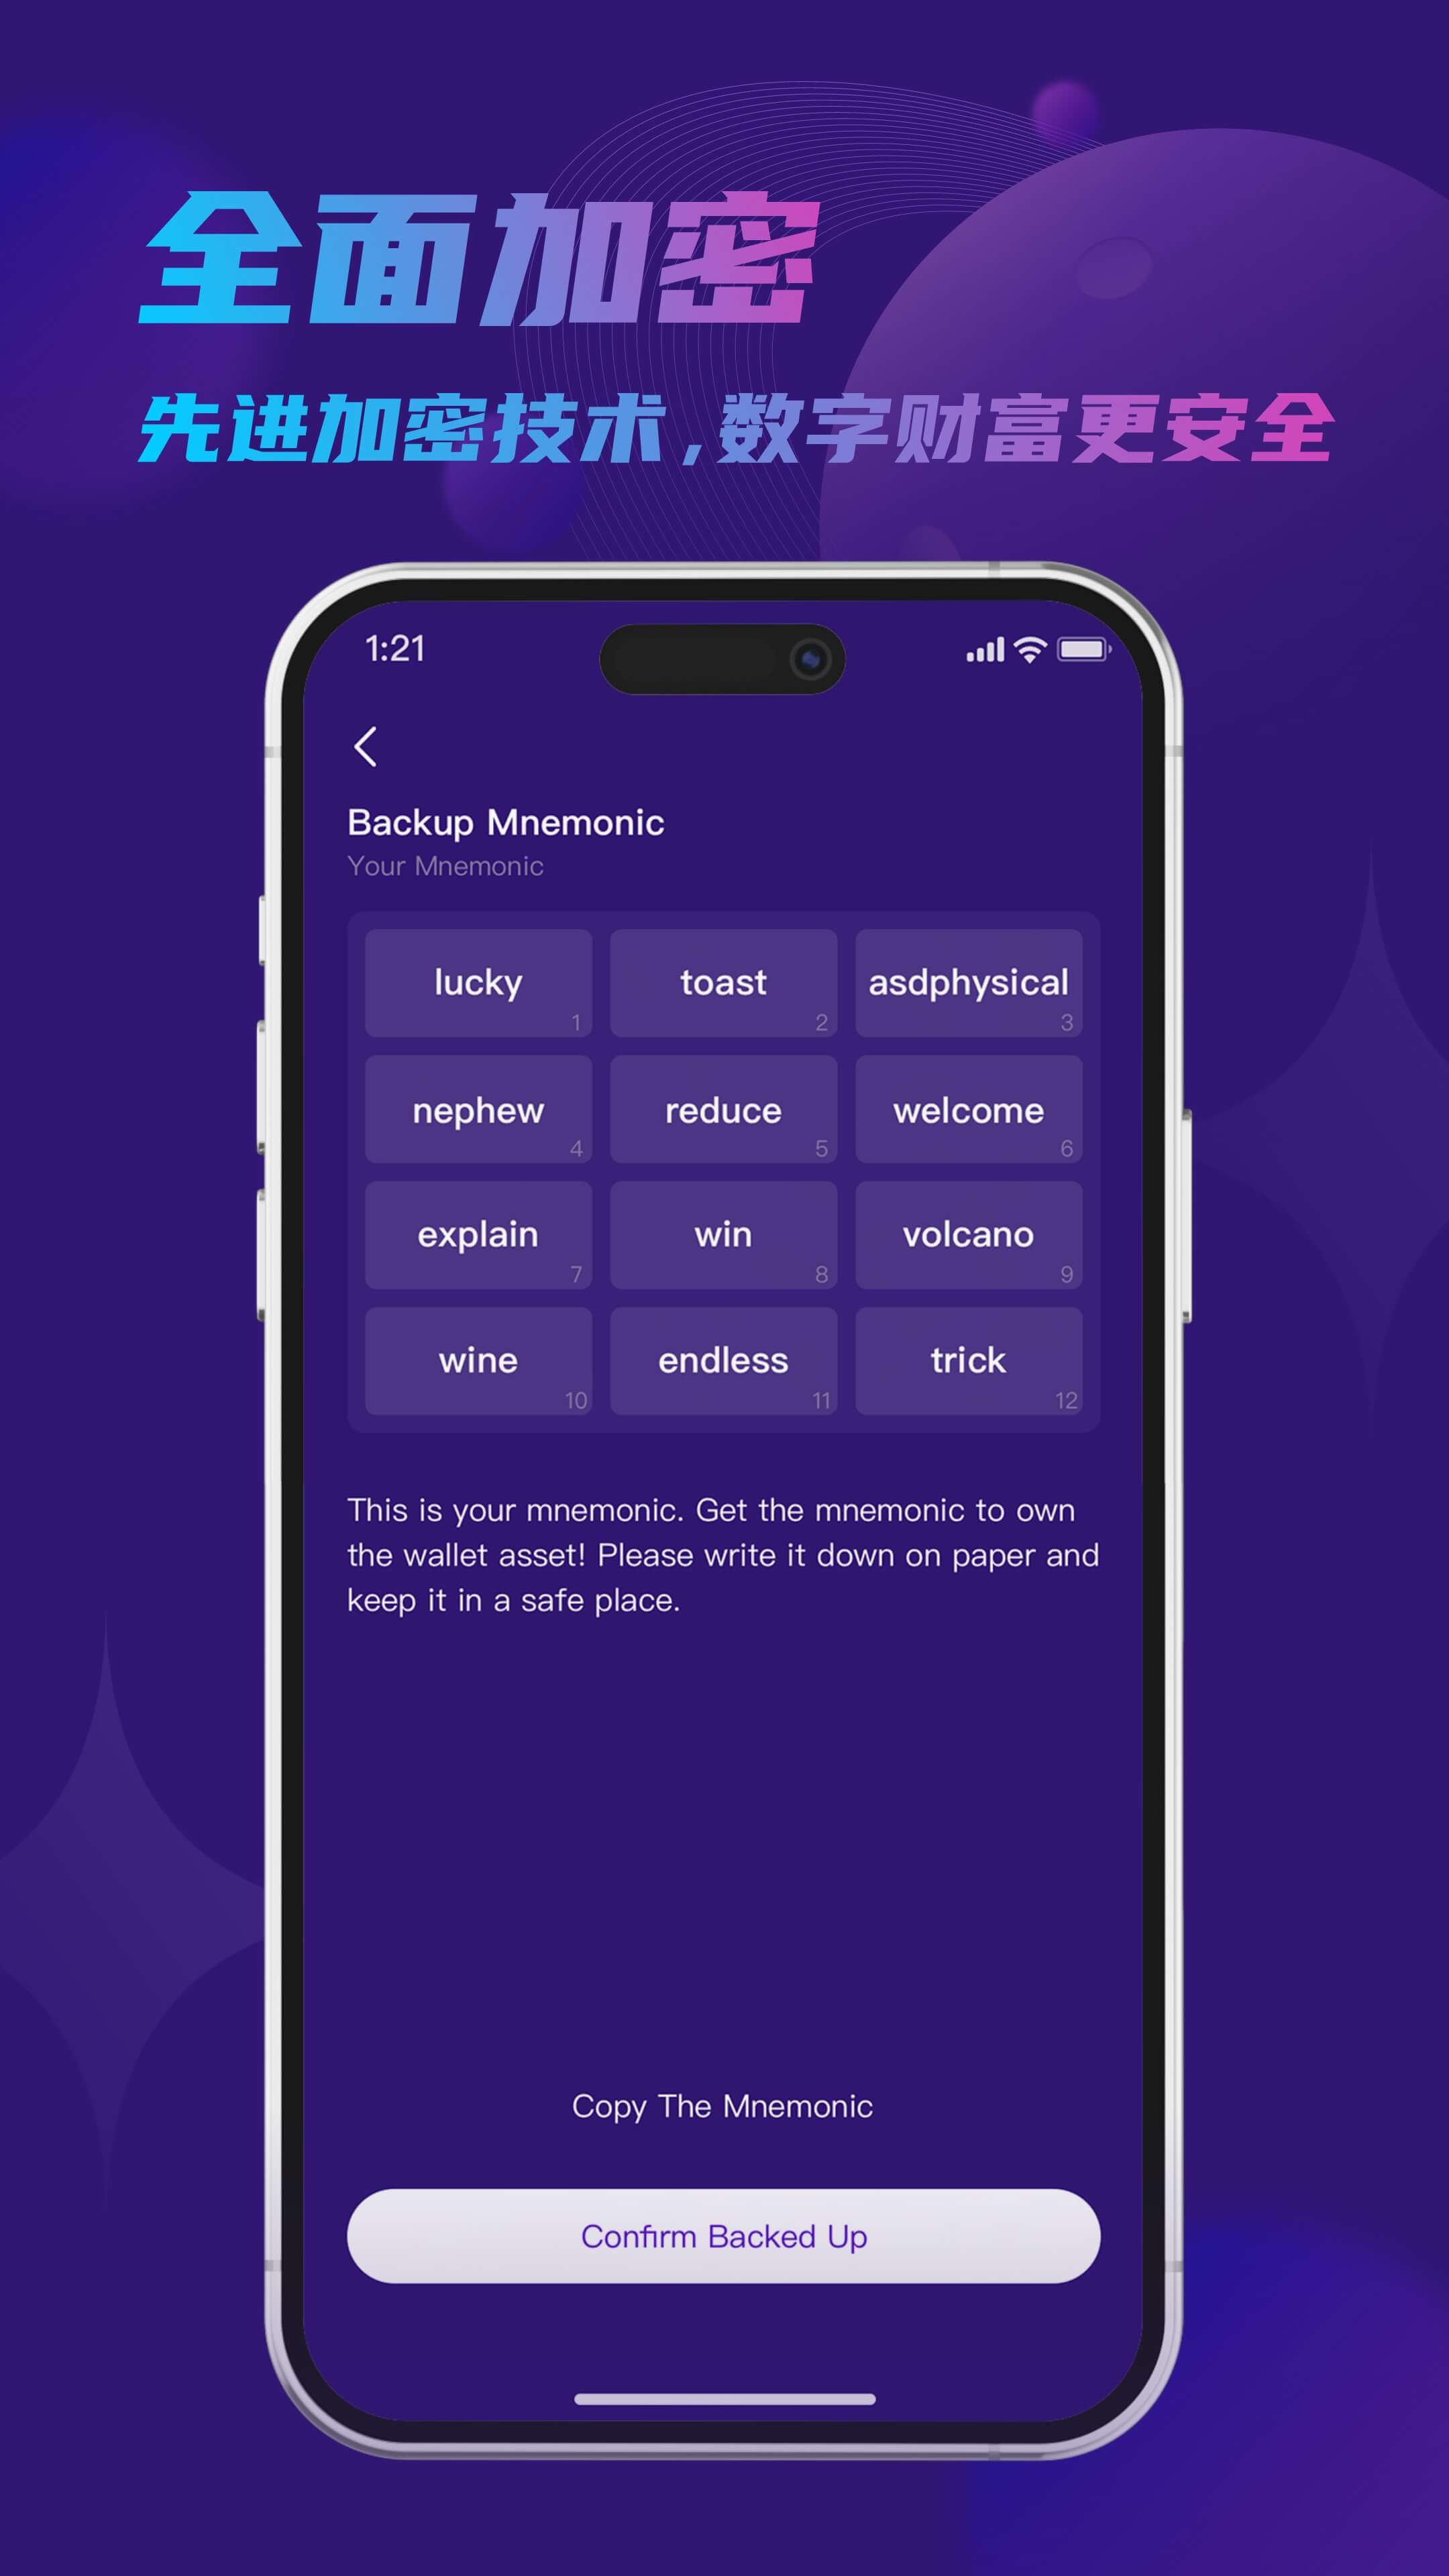 全面加密
先进加密技术,数字财富更安全
1:21
Backup Mnemonic
Your Mnemonic
lucky 1
toast 2
asdphysical 3
nephew 4
reduce 5
welcome 6
explain 7
win 8
volcano 9
wine 10
endless 11
trick 12
This is your mnemonic. Get the mnemonic to own
the wallet asset! Please write it down on paper and
keep it in a safe place.
Copy The Mnemonic
Confirm Backed Up